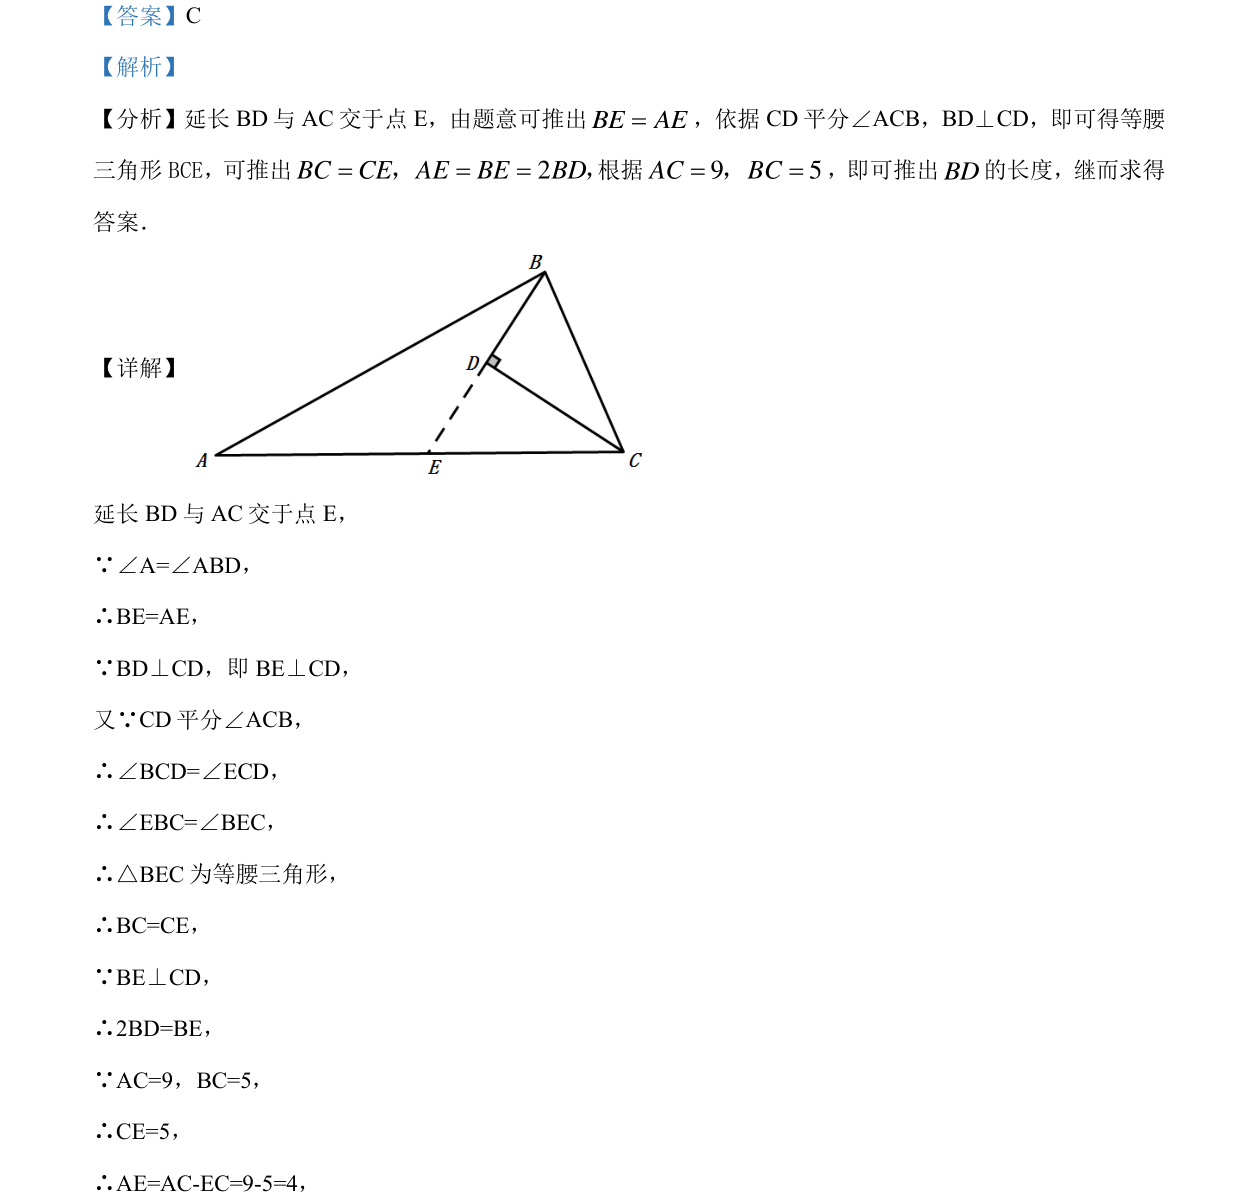 【答案】C
【解析】
【分析】延长 BD 与 AC 交于点 E，由题意可推出 BE = AE，依据 CD 平分∠ACB，BD⊥CD，即可得等腰
三角形 BCE，可推出 BC = CE，AE = BE = 2BD,根据 AC = 9，BC = 5，即可推出 BD 的长度，继而求得
答案．
B
【详解】
D
A
E
C
延长 BD 与 AC 交于点 E，
∵∠A=∠ABD，
∴BE=AE，
∵BD⊥CD，即 BE⊥CD，
又∵CD 平分∠ACB，
∴∠BCD=∠ECD，
∴∠EBC=∠BEC，
∴△BEC 为等腰三角形，
∴BC=CE，
∵BE⊥CD，
∴2BD=BE，
∵AC=9，BC=5，
∴CE=5，
∴AE=AC-EC=9-5=4，